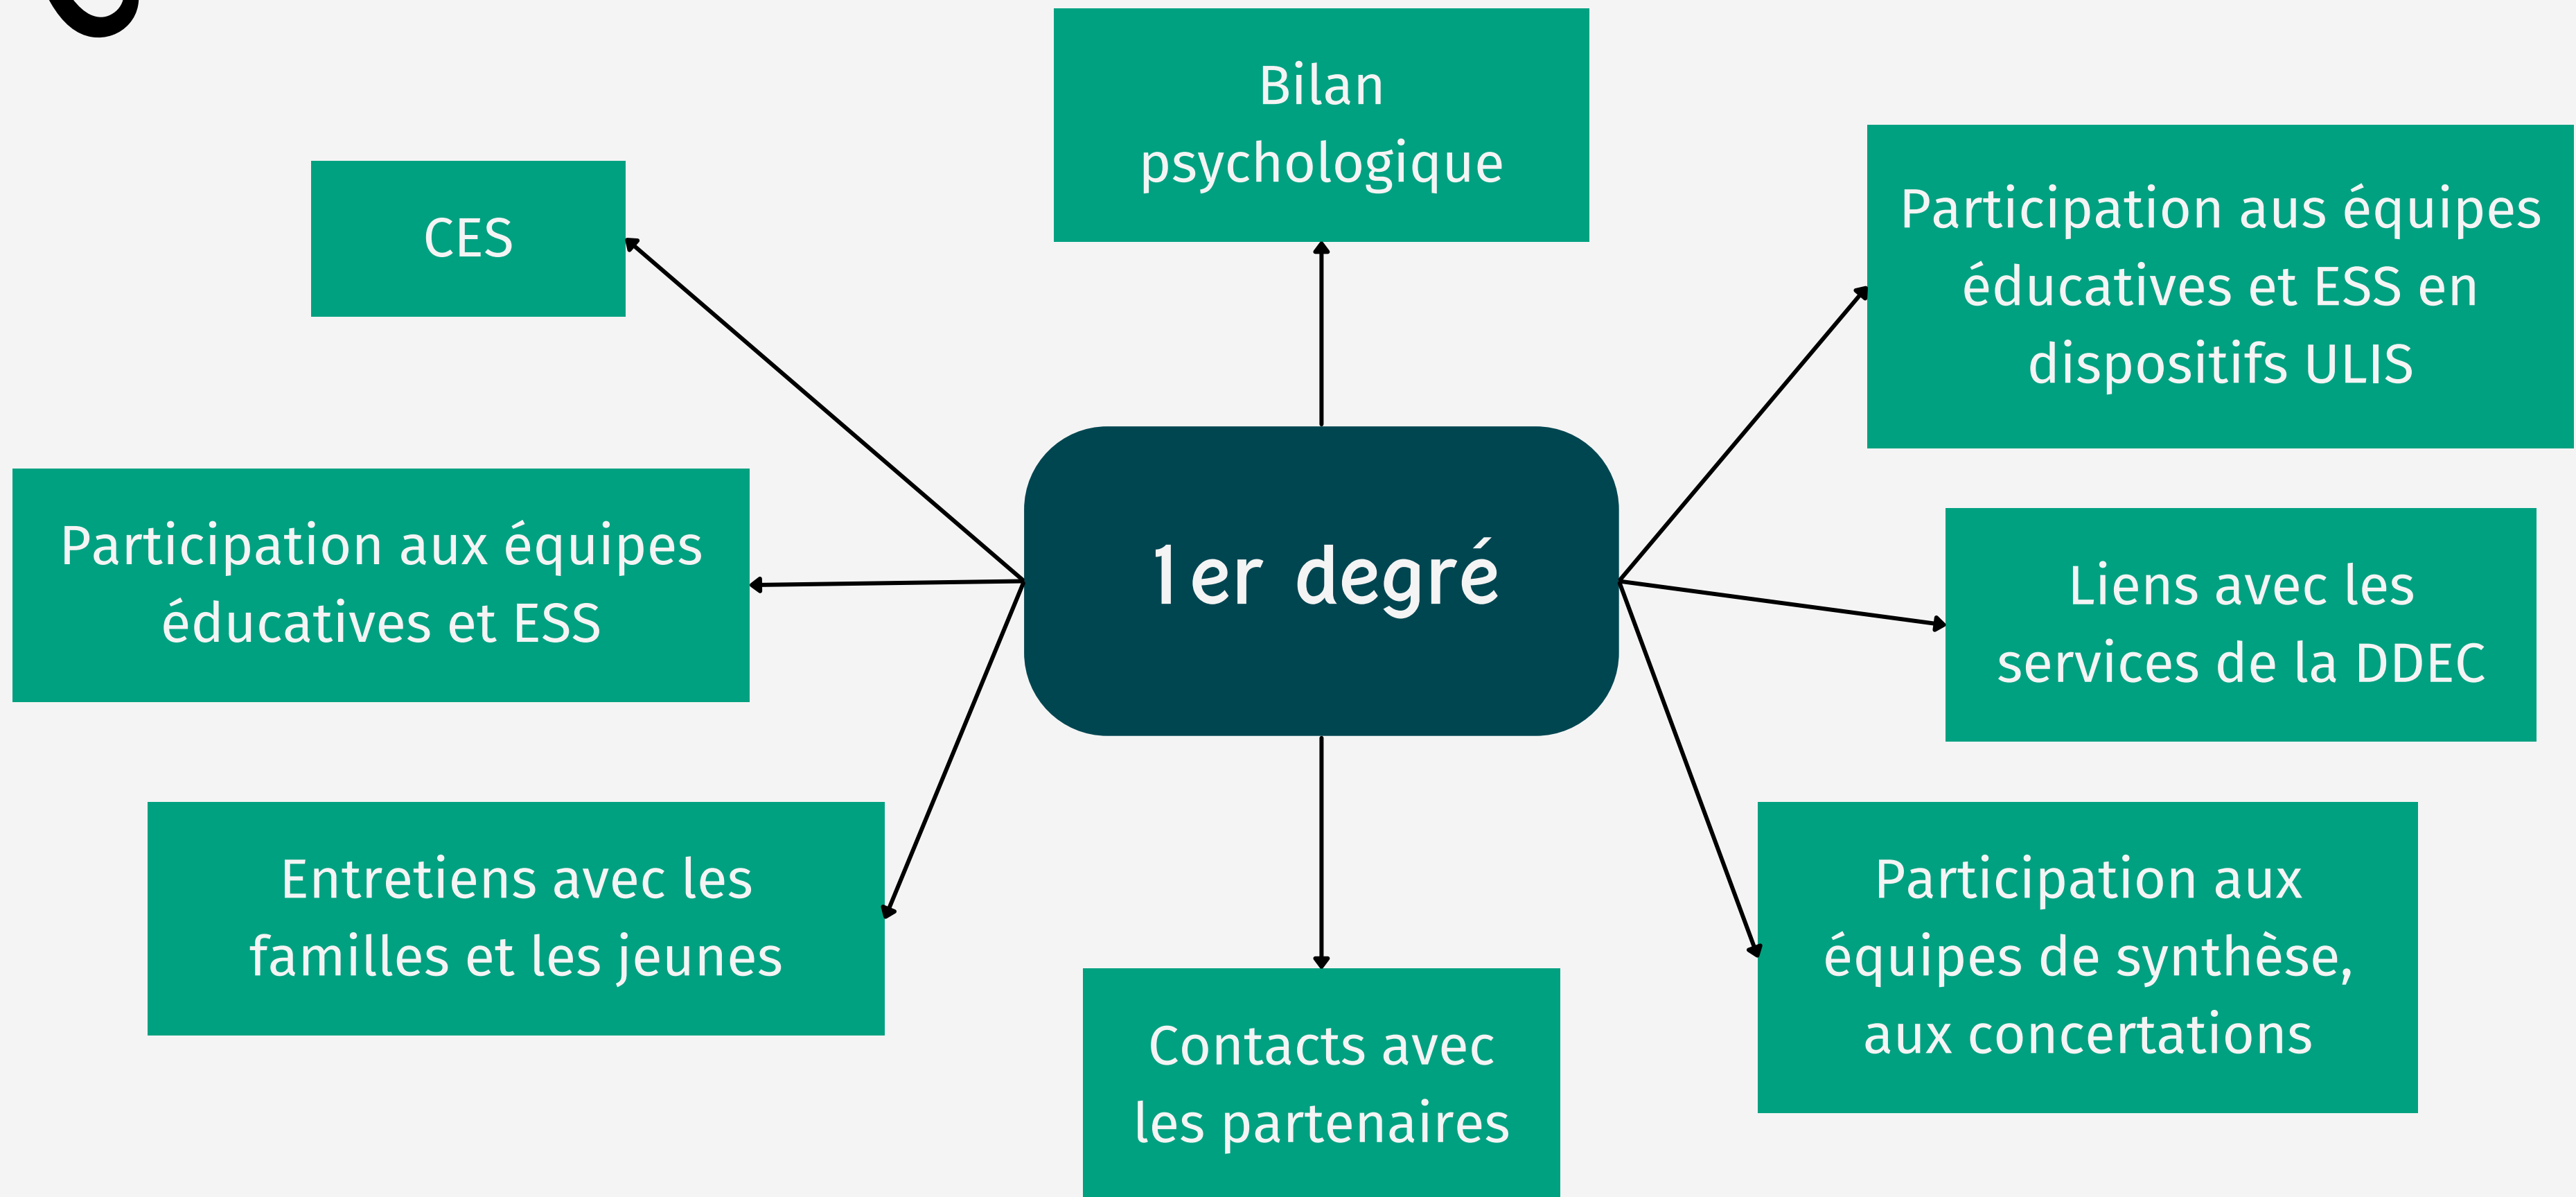 Bilan
psychologique
CES
Participation aus équipes
éducatives et ESS en
dispositifs ULIS
Participation aux équipes
éducatives et ESS
1er degré
Liens avec les
services de la DDEC
Entretiens avec les
familles et les jeunes
Participation aux
équipes de synthèse,
aux concertations
Contacts avec
les partenaires